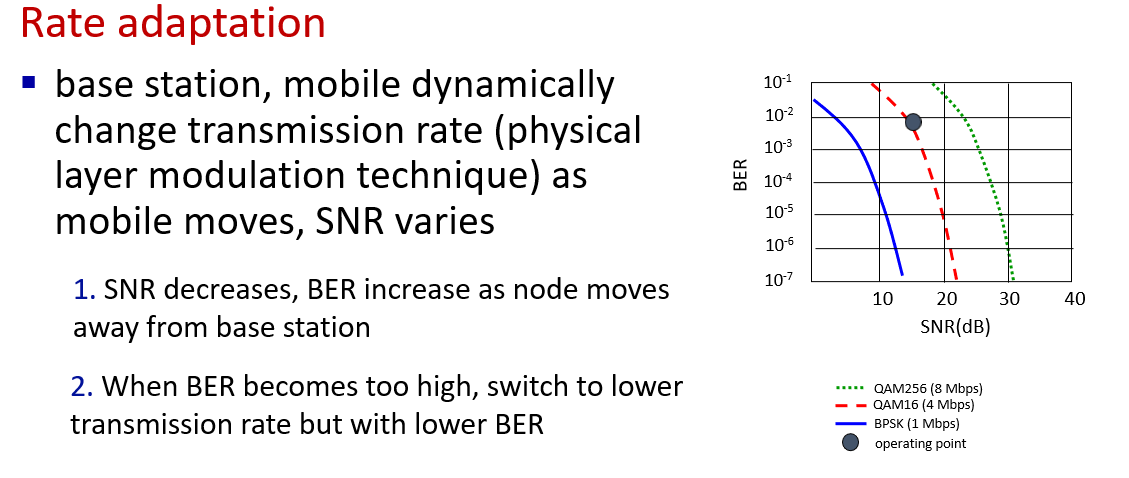 Rate adaptation
▪ base station, mobile dynamically
change transmission rate (physical
layer modulation technique) as
mobile moves, SNR varies
1. SNR decreases, BER increase as node moves
away from base station
2. When BER becomes too high, switch to lower
transmission rate but with lower BER
10-1
10-2
10-3
10-4
10-5
10-6
10-7
BER
10 20 30 40
SNR(dB)
QAM256 (8 Mbps)
QAM16 (4 Mbps)
BPSK (1 Mbps)
operating point